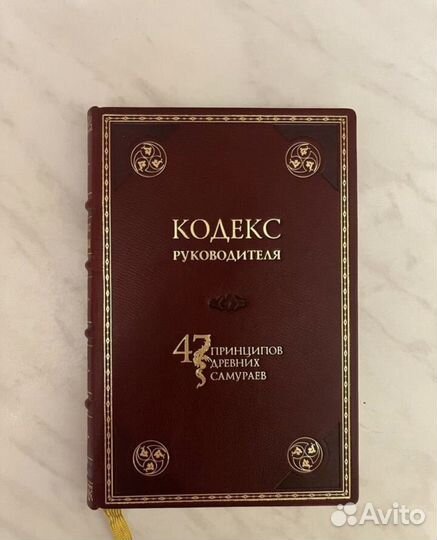 КОДЕКС
РУКОВОДИТЕЛЯ
47 ПРИНЦИПОВ
ДРЕВНИХ
САМУРАЕВ
Avito